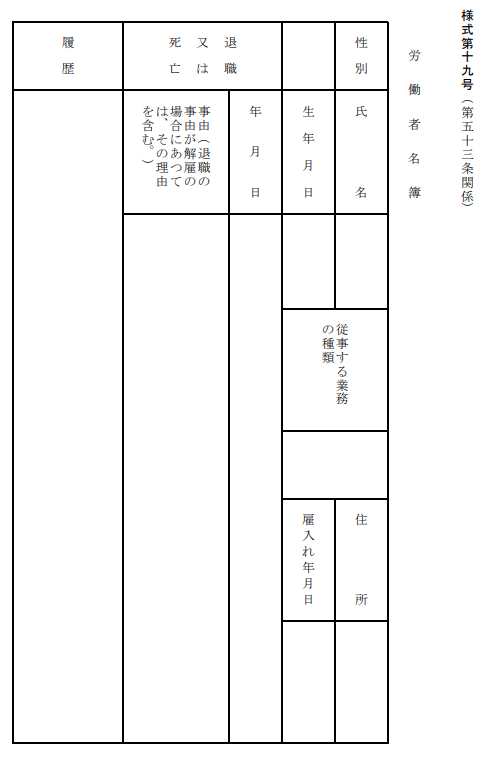 様式第十九号（第五十三条関係）
労働者名簿
性別
氏名
生年月日
従事する業務
の種類
住所
雇入れ年月日
退職
又は
死亡
年月日
事由（退職の
事由が解雇の
場合にあつて
は、その理由
を含む。）
履歴